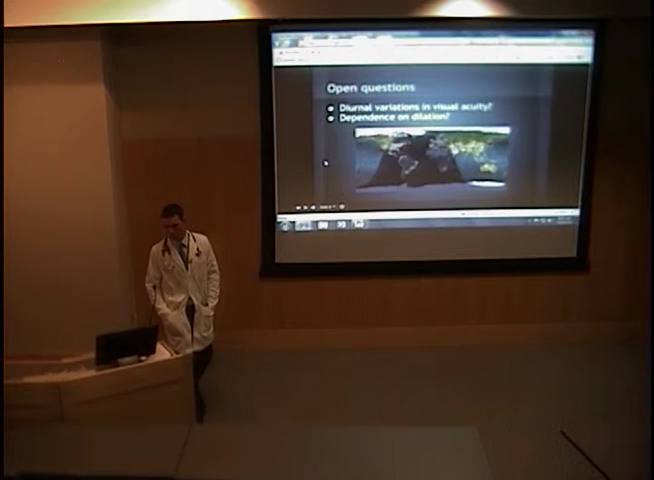 Open questions
Diurnal variations in visual acuity?
Dependence on dilation?